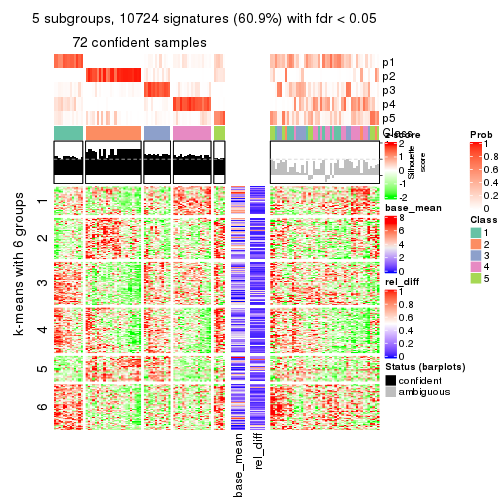 5 subgroups, 10724 signatures (60.9%) with fdr < 0.05
72 confident samples
p1
p2
p3
p4
p5
Class
Silhouette
score
k-means with 6 groups
1
2
3
4
5
6
base_mean
rel_diff
z-score
2
1
0
-1
-2
base_mean
8
6
4
2
0
rel_diff
1
0.8
0.6
0.4
0.2
0
Status (barplots)
confident
ambiguous
Prob
1
0.8
0.6
0.4
0.2
0
Class
1
2
3
4
5